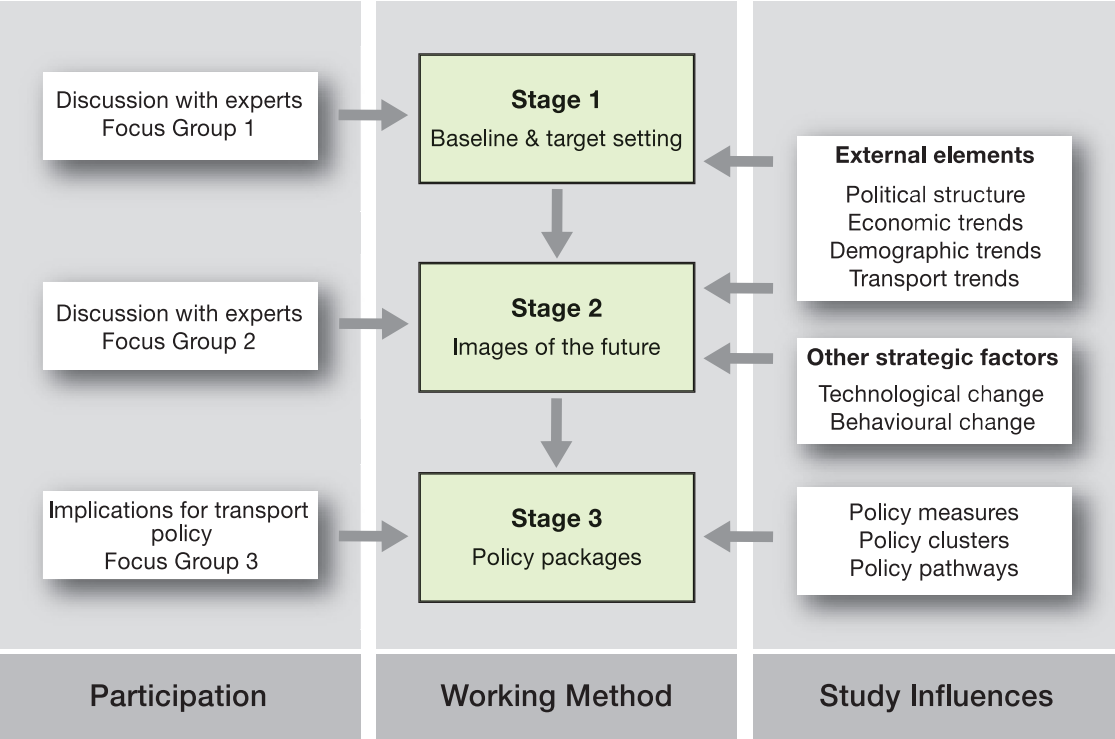 Discussion with experts
Focus Group 1
Stage 1
Baseline & target setting
External elements
Political structure
Economic trends
Demographic trends
Transport trends
Discussion with experts
Focus Group 2
Stage 2
Images of the future
Other strategic factors
Technological change
Behavioural change
Implications for transport
policy
Focus Group 3
Stage 3
Policy packages
Policy measures
Policy clusters
Policy pathways
Participation
Working Method
Study Influences